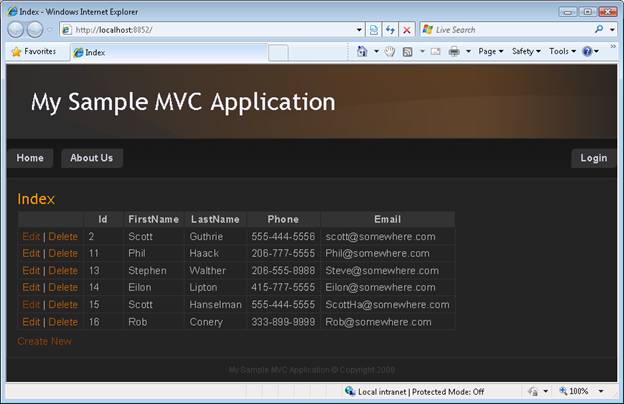 Index - Windows Internet Explorer
http://localhost:8852/ Live Search
Favorites Index Page Safety Tools
My Sample MVC Application
Home About Us Login
Index
Id FirstName LastName Phone Email
Edit | Delete 2 Scott Guthrie 555-444-5556 scott@somewhere.com
Edit | Delete 11 Phil Haack 206-777-5555 Phil@somewhere.com
Edit | Delete 13 Stephen Walther 206-555-8988 Steve@somewhere.com
Edit | Delete 14 Eilon Lipton 415-777-5555 Eilon@somewhere.com
Edit | Delete 15 Scott Hanselman 555-444-5555 ScottHa@somewhere.com
Edit | Delete 16 Rob Conery 333-899-9999 Rob@somewhere.com
Create New
My Sample MVC Application © Copyright 2009
Local intranet | Protected Mode: Off 100%